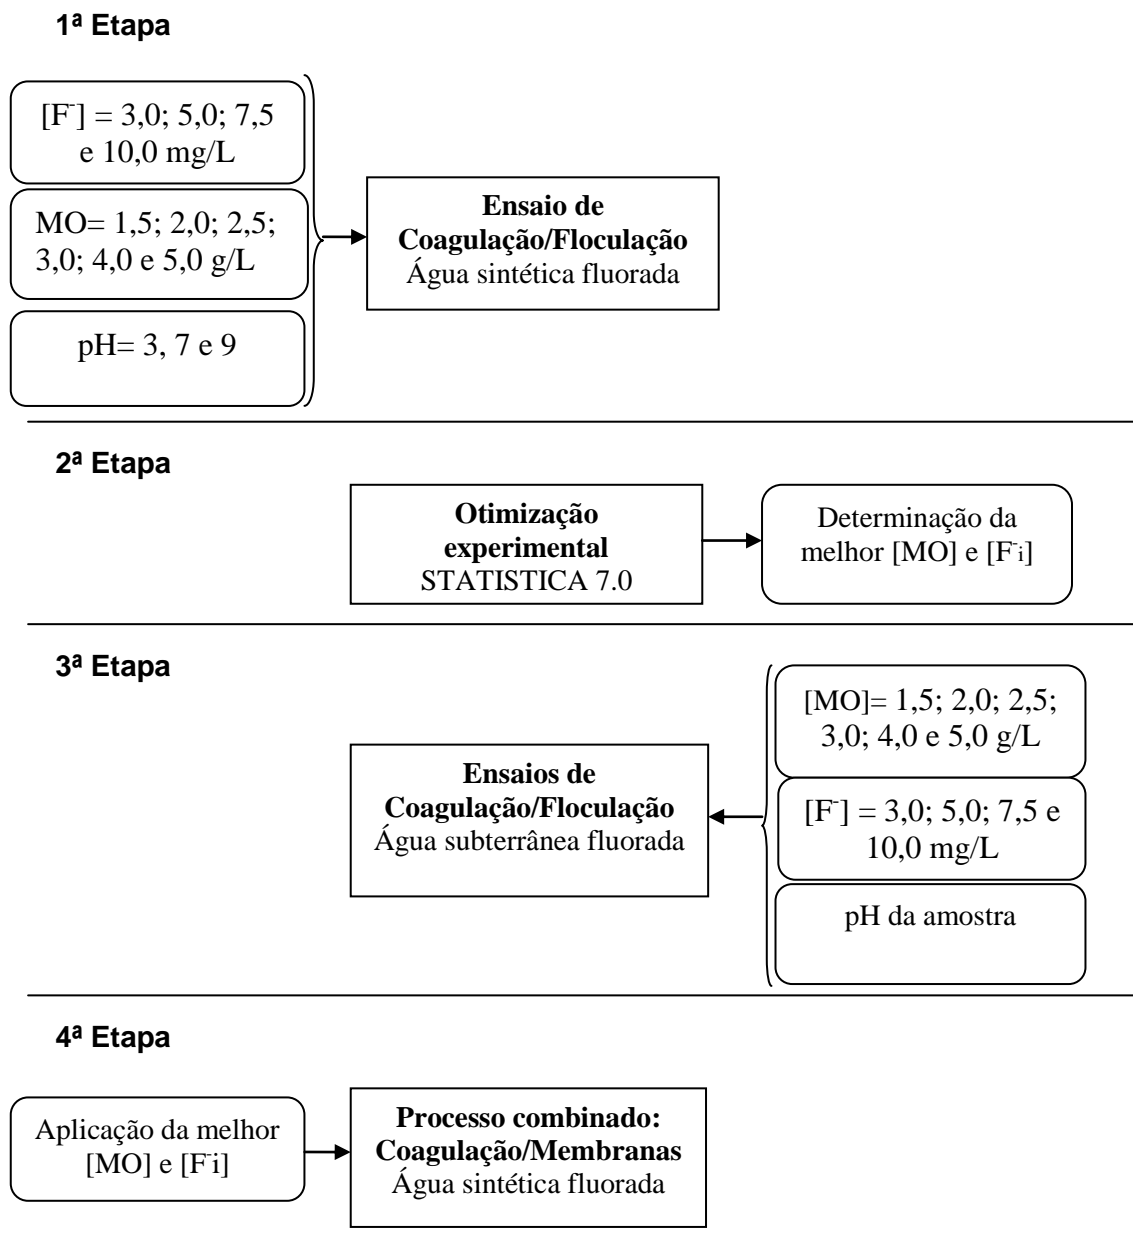 1ª Etapa
[F⁻] = 3,0; 5,0; 7,5
e 10,0 mg/L
MO= 1,5; 2,0; 2,5;
3,0; 4,0 e 5,0 g/L
pH= 3, 7 e 9
Ensaio de
Coagulação/Floculação
Água sintética fluorada
2ª Etapa
Otimização
experimental
STATISTICA 7.0
Determinação da
melhor [MO] e [F⁻i]
3ª Etapa
Ensaios de
Coagulação/Floculação
Água subterrânea fluorada
[MO]= 1,5; 2,0; 2,5;
3,0; 4,0 e 5,0 g/L
[F⁻] = 3,0; 5,0; 7,5 e
10,0 mg/L
pH da amostra
4ª Etapa
Aplicação da melhor
[MO] e [F⁻i]
Processo combinado:
Coagulação/Membranas
Água sintética fluorada